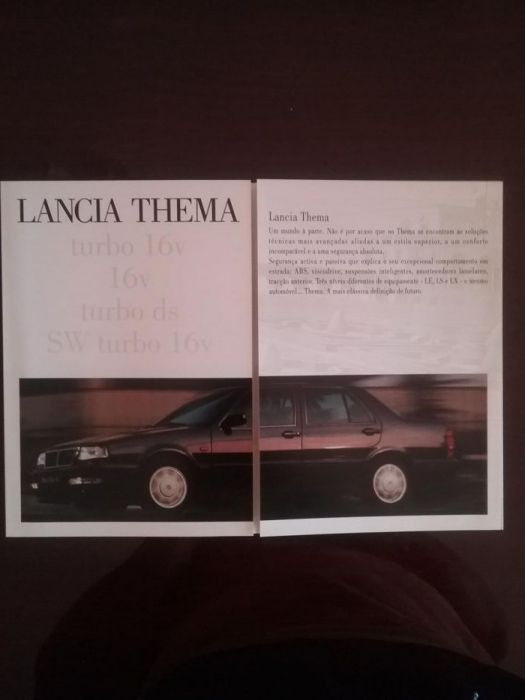 LANCIA THEMA
turbo 16v
16v
turbo ds
SW turbo 16v
Lancia Thema
Um mundo à parte. Não é por acaso que no Thema se encontram as soluções
técnicas mais avançadas aliadas a um estilo superior, a um conforto
incomparável e a uma segurança absoluta.
Segurança activa e passiva que explica o seu excepcional comportamento em
estrada: ABS, viscodrive, suspensões inteligentes, amortecedores lamelares,
tracção anterior. Três níveis diferentes de equipamento - LE, LS e LX - o mesmo
automóvel... Thema. A mais clássica definição de futuro.